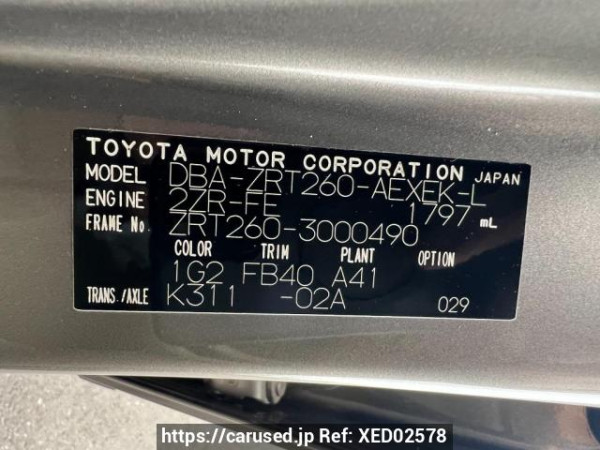 TOYOTA MOTOR CORPORATION JAPAN
MODEL DBA-ZRT260-AEXEK-L
ENGINE 2ZR-FE 1797 mL
FRAME No ZRT260-3000490
COLOR TRIM PLANT OPTION
1G2 FB40 A41
TRANS./AXLE K311 -02A 029
https://carused.jp Ref: XED02578